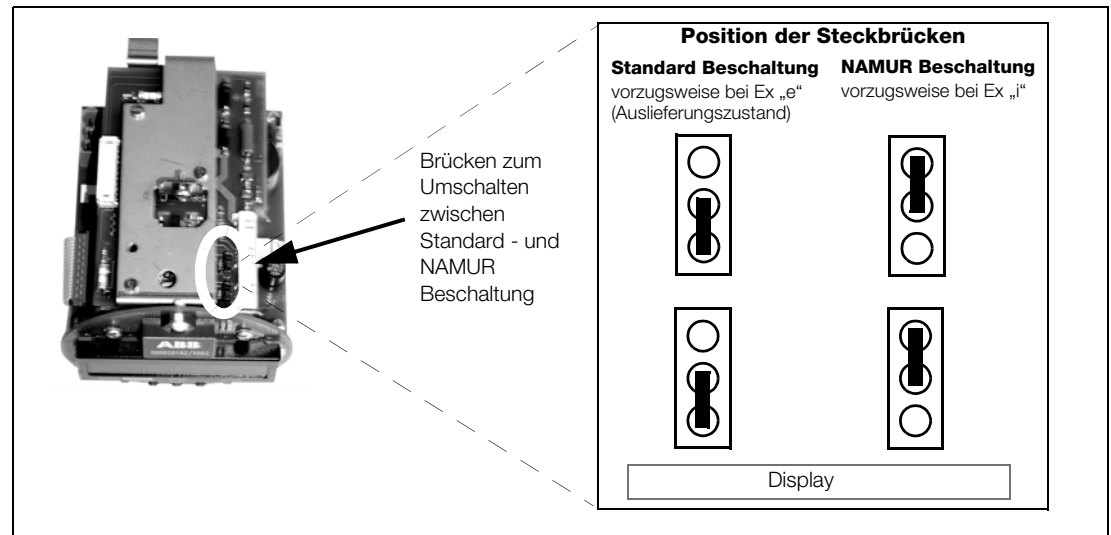 Position der Steckbrücken
Standard Beschaltung
vorzugsweise bei Ex „e“
(Auslieferungszustand)
NAMUR Beschaltung
vorzugsweise bei Ex „i“
Brücken zum
Umschalten
zwischen
Standard - und
NAMUR
Beschaltung
ABB
Display